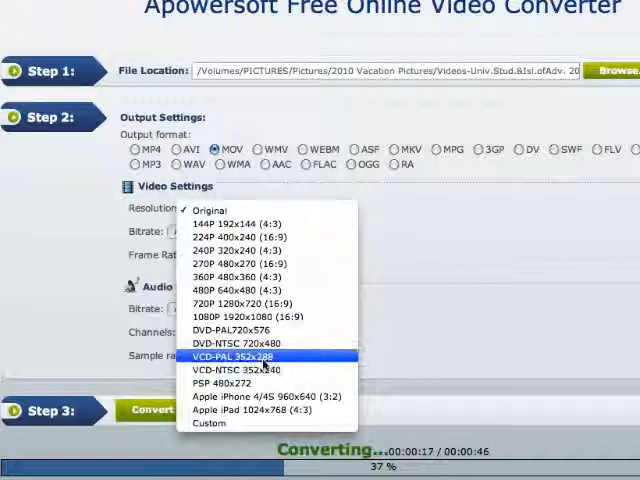 Apowersoft Free Online Video Converter
Step 1:
File Location: /Volumes/PICTURES/Pictures/2010 Vacation Pictures/Videos-Univ.Stud.&Isl.ofAdv. 20
Browse.
Step 2:
Output Settings:
Output format:
MP4 AVI MOV WMV WEBM ASF MKV MPG 3GP DV SWF FLV
MP3 WAV WMA AAC FLAC OGG RA
Video Settings
Resolution
✓ Original
144P 192x144 (4:3)
Bitrate:
224P 400x240 (16:9)
240P 320x240 (4:3)
Frame Rat
270P 480x270 (16:9)
360P 480x360 (4:3)
Audio
480P 640x480 (4:3)
720P 1280x720 (16:9)
Bitrate:
1080P 1920x1080 (16:9)
DVD-PAL720x576
Channels:
DVD-NTSC 720x480
VCD-PAL 352x288
Sample ra
VCD-NTSC 352x240
PSP 480x272
Apple iPhone 4/4S 960x640 (3:2)
Apple iPad 1024x768 (4:3)
Custom
Step 3:
Convert
Converting...00:00:17 / 00:00:46
37 %